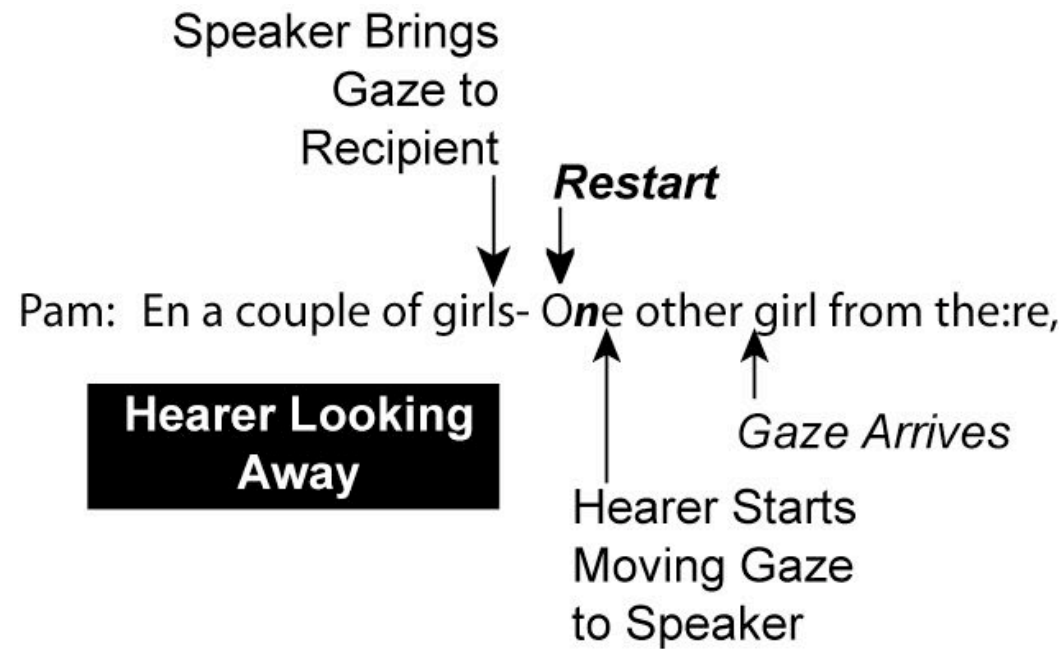 Speaker Brings
Gaze to
Recipient
Restart
Pam: En a couple of girls- One other girl from the:re,
Hearer Looking
Away
Gaze Arrives
Hearer Starts
Moving Gaze
to Speaker